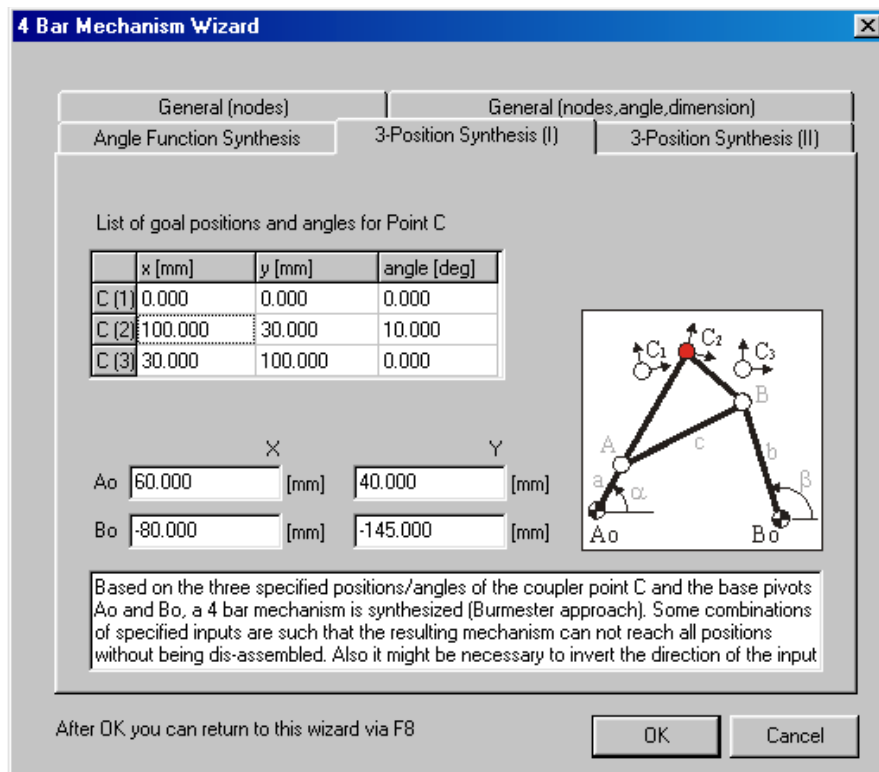 4 Bar Mechanism Wizard
General (nodes) General (nodes,angle,dimension)
Angle Function Synthesis 3-Position Synthesis (I) 3-Position Synthesis (II)
List of goal positions and angles for Point C
x [mm] y [mm] angle [deg]
C (1) 0.000 0.000 0.000
C (2) 100.000 30.000 10.000
C (3) 30.000 100.000 0.000
X Y
Ao 60.000 [mm] 40.000 [mm]
Bo -80.000 [mm] -145.000 [mm]
C₁ C₂ C₃
B
A
c
b
a α β
Ao Bo
Based on the three specified positions/angles of the coupler point C and the base pivots
Ao and Bo, a 4 bar mechanism is synthesized (Burmester approach). Some combinations
of specified inputs are such that the resulting mechanism can not reach all positions
without being dis-assembled. Also it might be necessary to invert the direction of the input
After OK you can return to this wizard via F8
OK Cancel